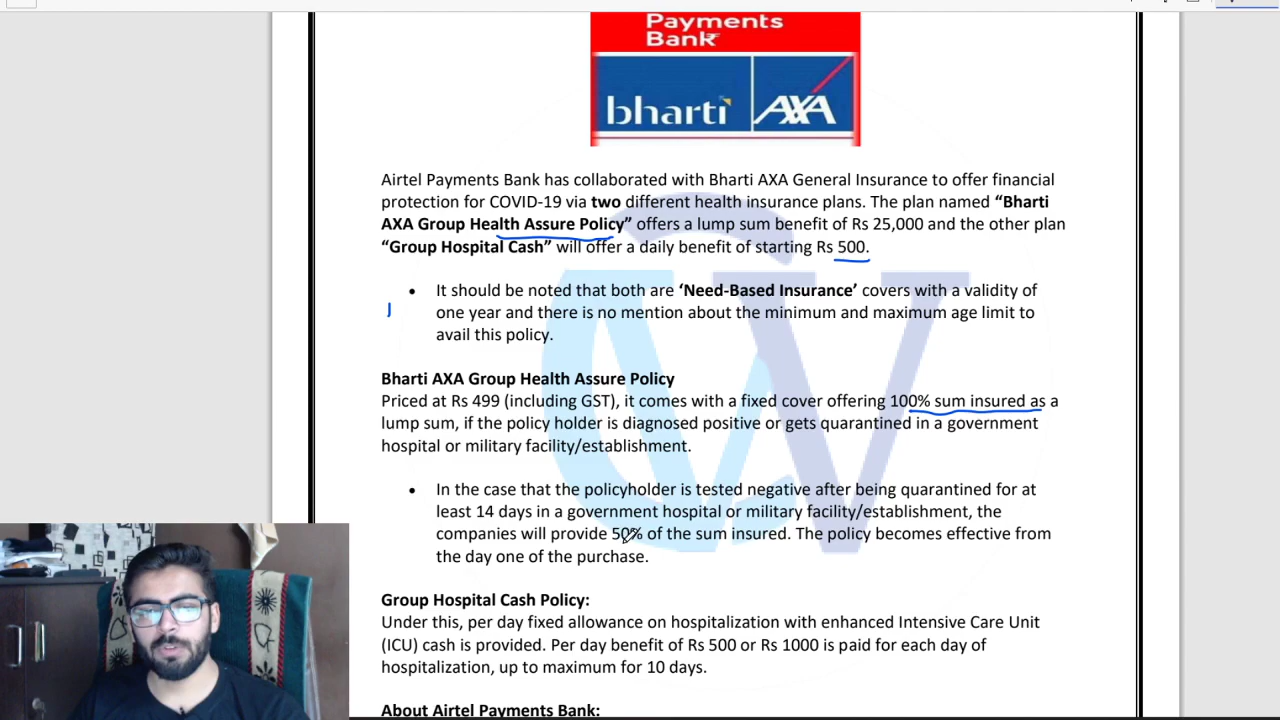 Payments
Bank
bharti AXA
Airtel Payments Bank has collaborated with Bharti AXA General Insurance to offer financial
protection for COVID-19 via two different health insurance plans. The plan named “Bharti
AXA Group Health Assure Policy” offers a lump sum benefit of Rs 25,000 and the other plan
“Group Hospital Cash” will offer a daily benefit of starting Rs 500.
• It should be noted that both are ‘Need-Based Insurance’ covers with a validity of
one year and there is no mention about the minimum and maximum age limit to
avail this policy.
Bharti AXA Group Health Assure Policy
Priced at Rs 499 (including GST), it comes with a fixed cover offering 100% sum insured as a
lump sum, if the policy holder is diagnosed positive or gets quarantined in a government
hospital or military facility/establishment.
• In the case that the policyholder is tested negative after being quarantined for at
least 14 days in a government hospital or military facility/establishment, the
companies will provide 50% of the sum insured. The policy becomes effective from
the day one of the purchase.
Group Hospital Cash Policy:
Under this, per day fixed allowance on hospitalization with enhanced Intensive Care Unit
(ICU) cash is provided. Per day benefit of Rs 500 or Rs 1000 is paid for each day of
hospitalization, up to maximum for 10 days.
About Airtel Payments Bank: